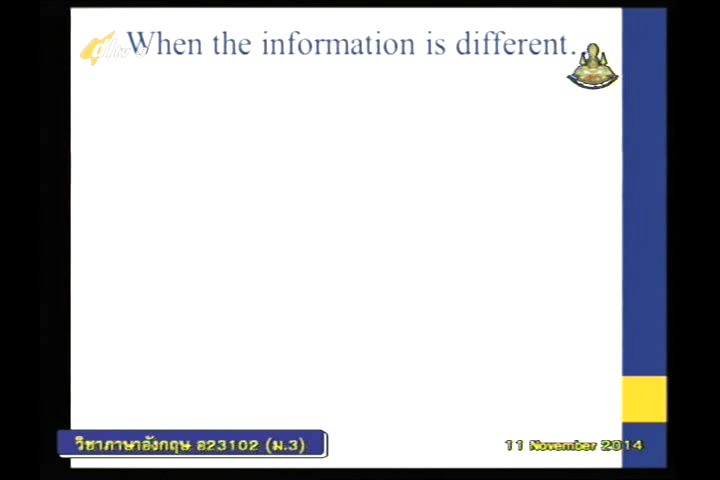 When the information is different...
วิชาภาษาอังกฤษ อ23102 (ม.3)
11 November 2014